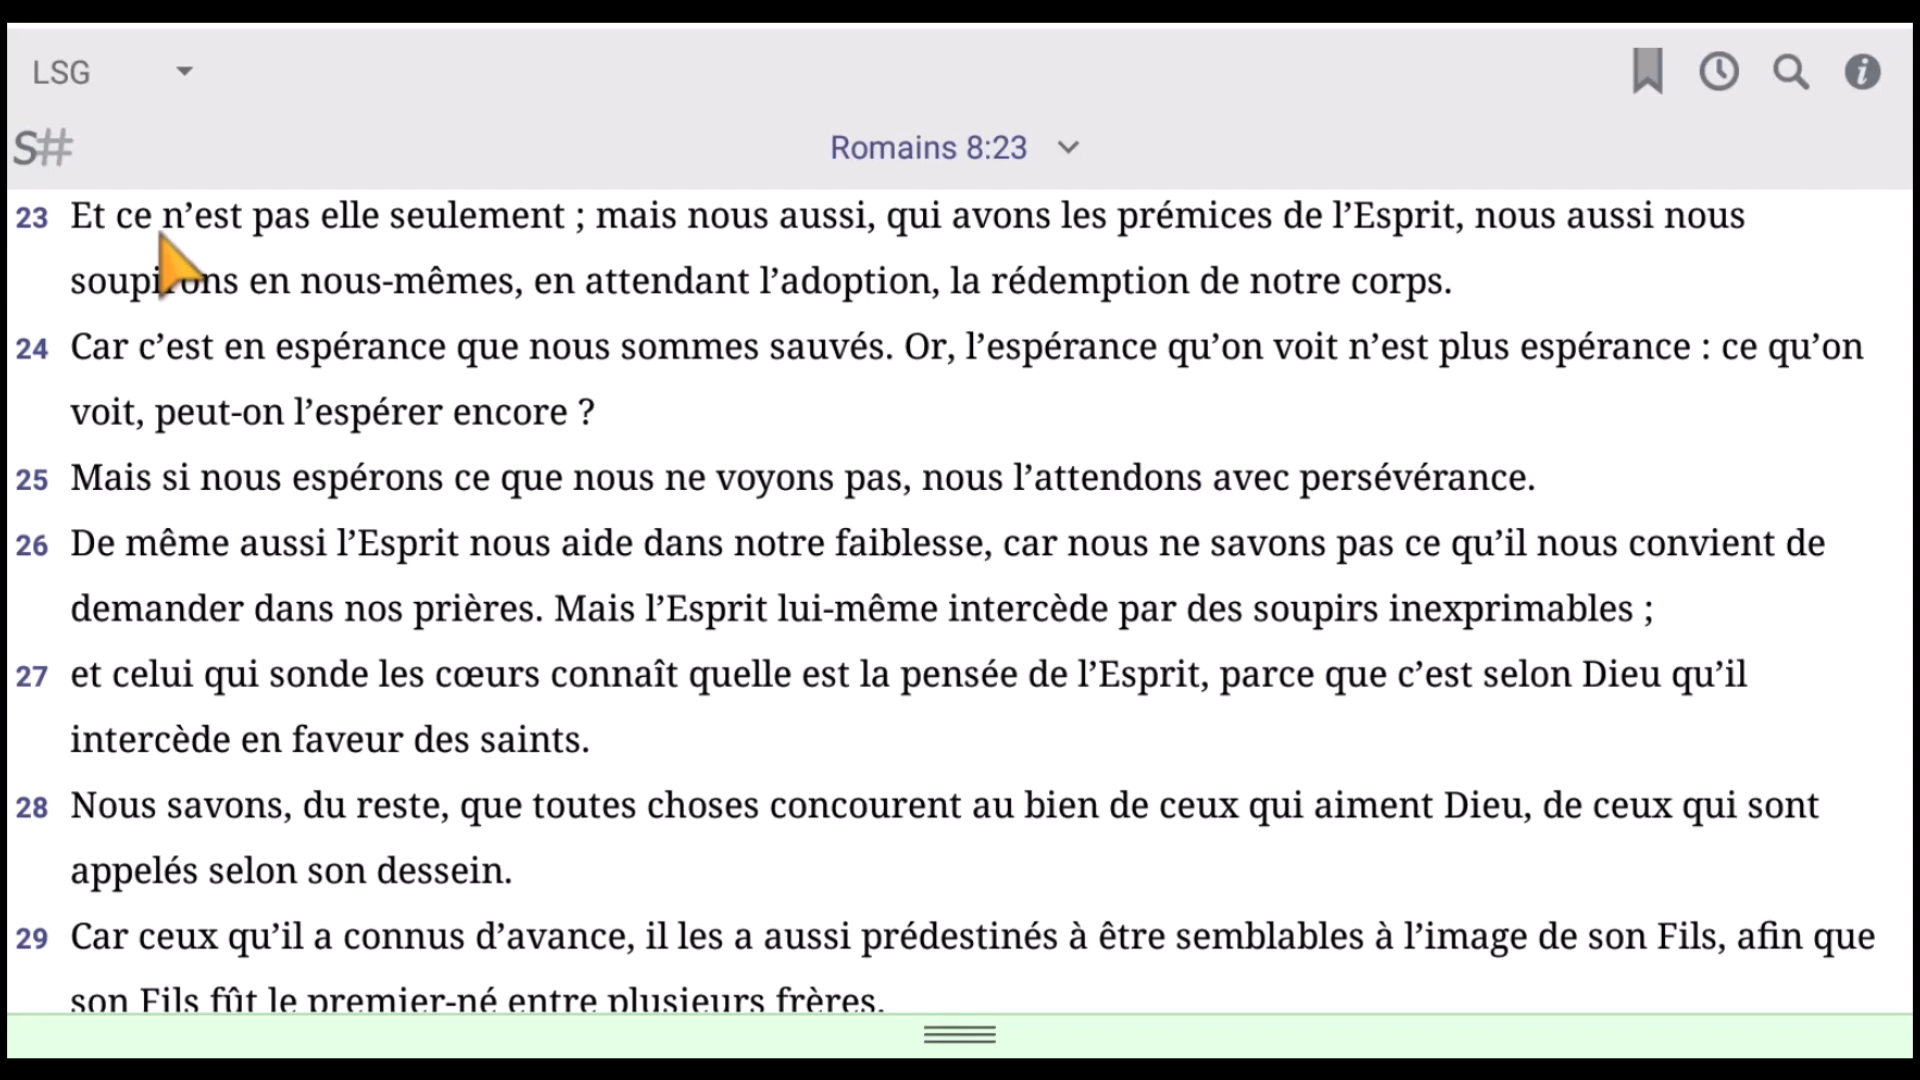 LSG
S#
Romains 8:23
23 Et ce n’est pas elle seulement ; mais nous aussi, qui avons les prémices de l’Esprit, nous aussi nous
soupirons en nous-mêmes, en attendant l’adoption, la rédemption de notre corps.
24 Car c’est en espérance que nous sommes sauvés. Or, l’espérance qu’on voit n’est plus espérance : ce qu’on
voit, peut-on l’espérer encore ?
25 Mais si nous espérons ce que nous ne voyons pas, nous l’attendons avec persévérance.
26 De même aussi l’Esprit nous aide dans notre faiblesse, car nous ne savons pas ce qu’il nous convient de
demander dans nos prières. Mais l’Esprit lui-même intercède par des soupirs inexprimables ;
27 et celui qui sonde les cœurs connaît quelle est la pensée de l’Esprit, parce que c’est selon Dieu qu’il
intercède en faveur des saints.
28 Nous savons, du reste, que toutes choses concourent au bien de ceux qui aiment Dieu, de ceux qui sont
appelés selon son dessein.
29 Car ceux qu’il a connus d’avance, il les a aussi prédestinés à être semblables à l’image de son Fils, afin que
son Fils fût le premier-né entre plusieurs frères.